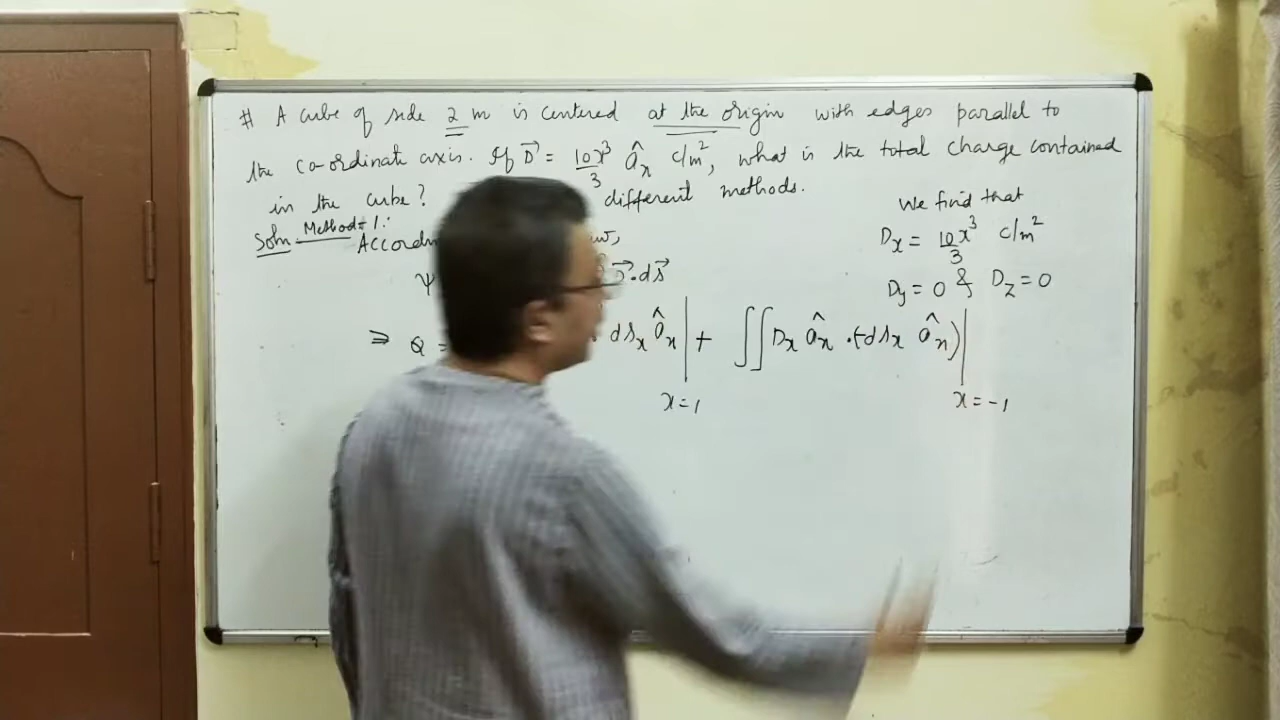 # A cube of side 2 m is centered at the origin with edges parallel to
the co-ordinate axis. If D⃗ = 10x³/3 âₓ c/m², what is the total charge contained
in the cube? different methods.
Soln Method-1:
According
ψ D⃗.ds⃗
⇒ Q = dsₓ âₓ |ₓ₌₁ + ∬ Dₓ âₓ .(-dsₓ âₓ)|ₓ₌₋₁
We find that
Dₓ = 10x³/3 c/m²
Dy = 0 & Dz = 0